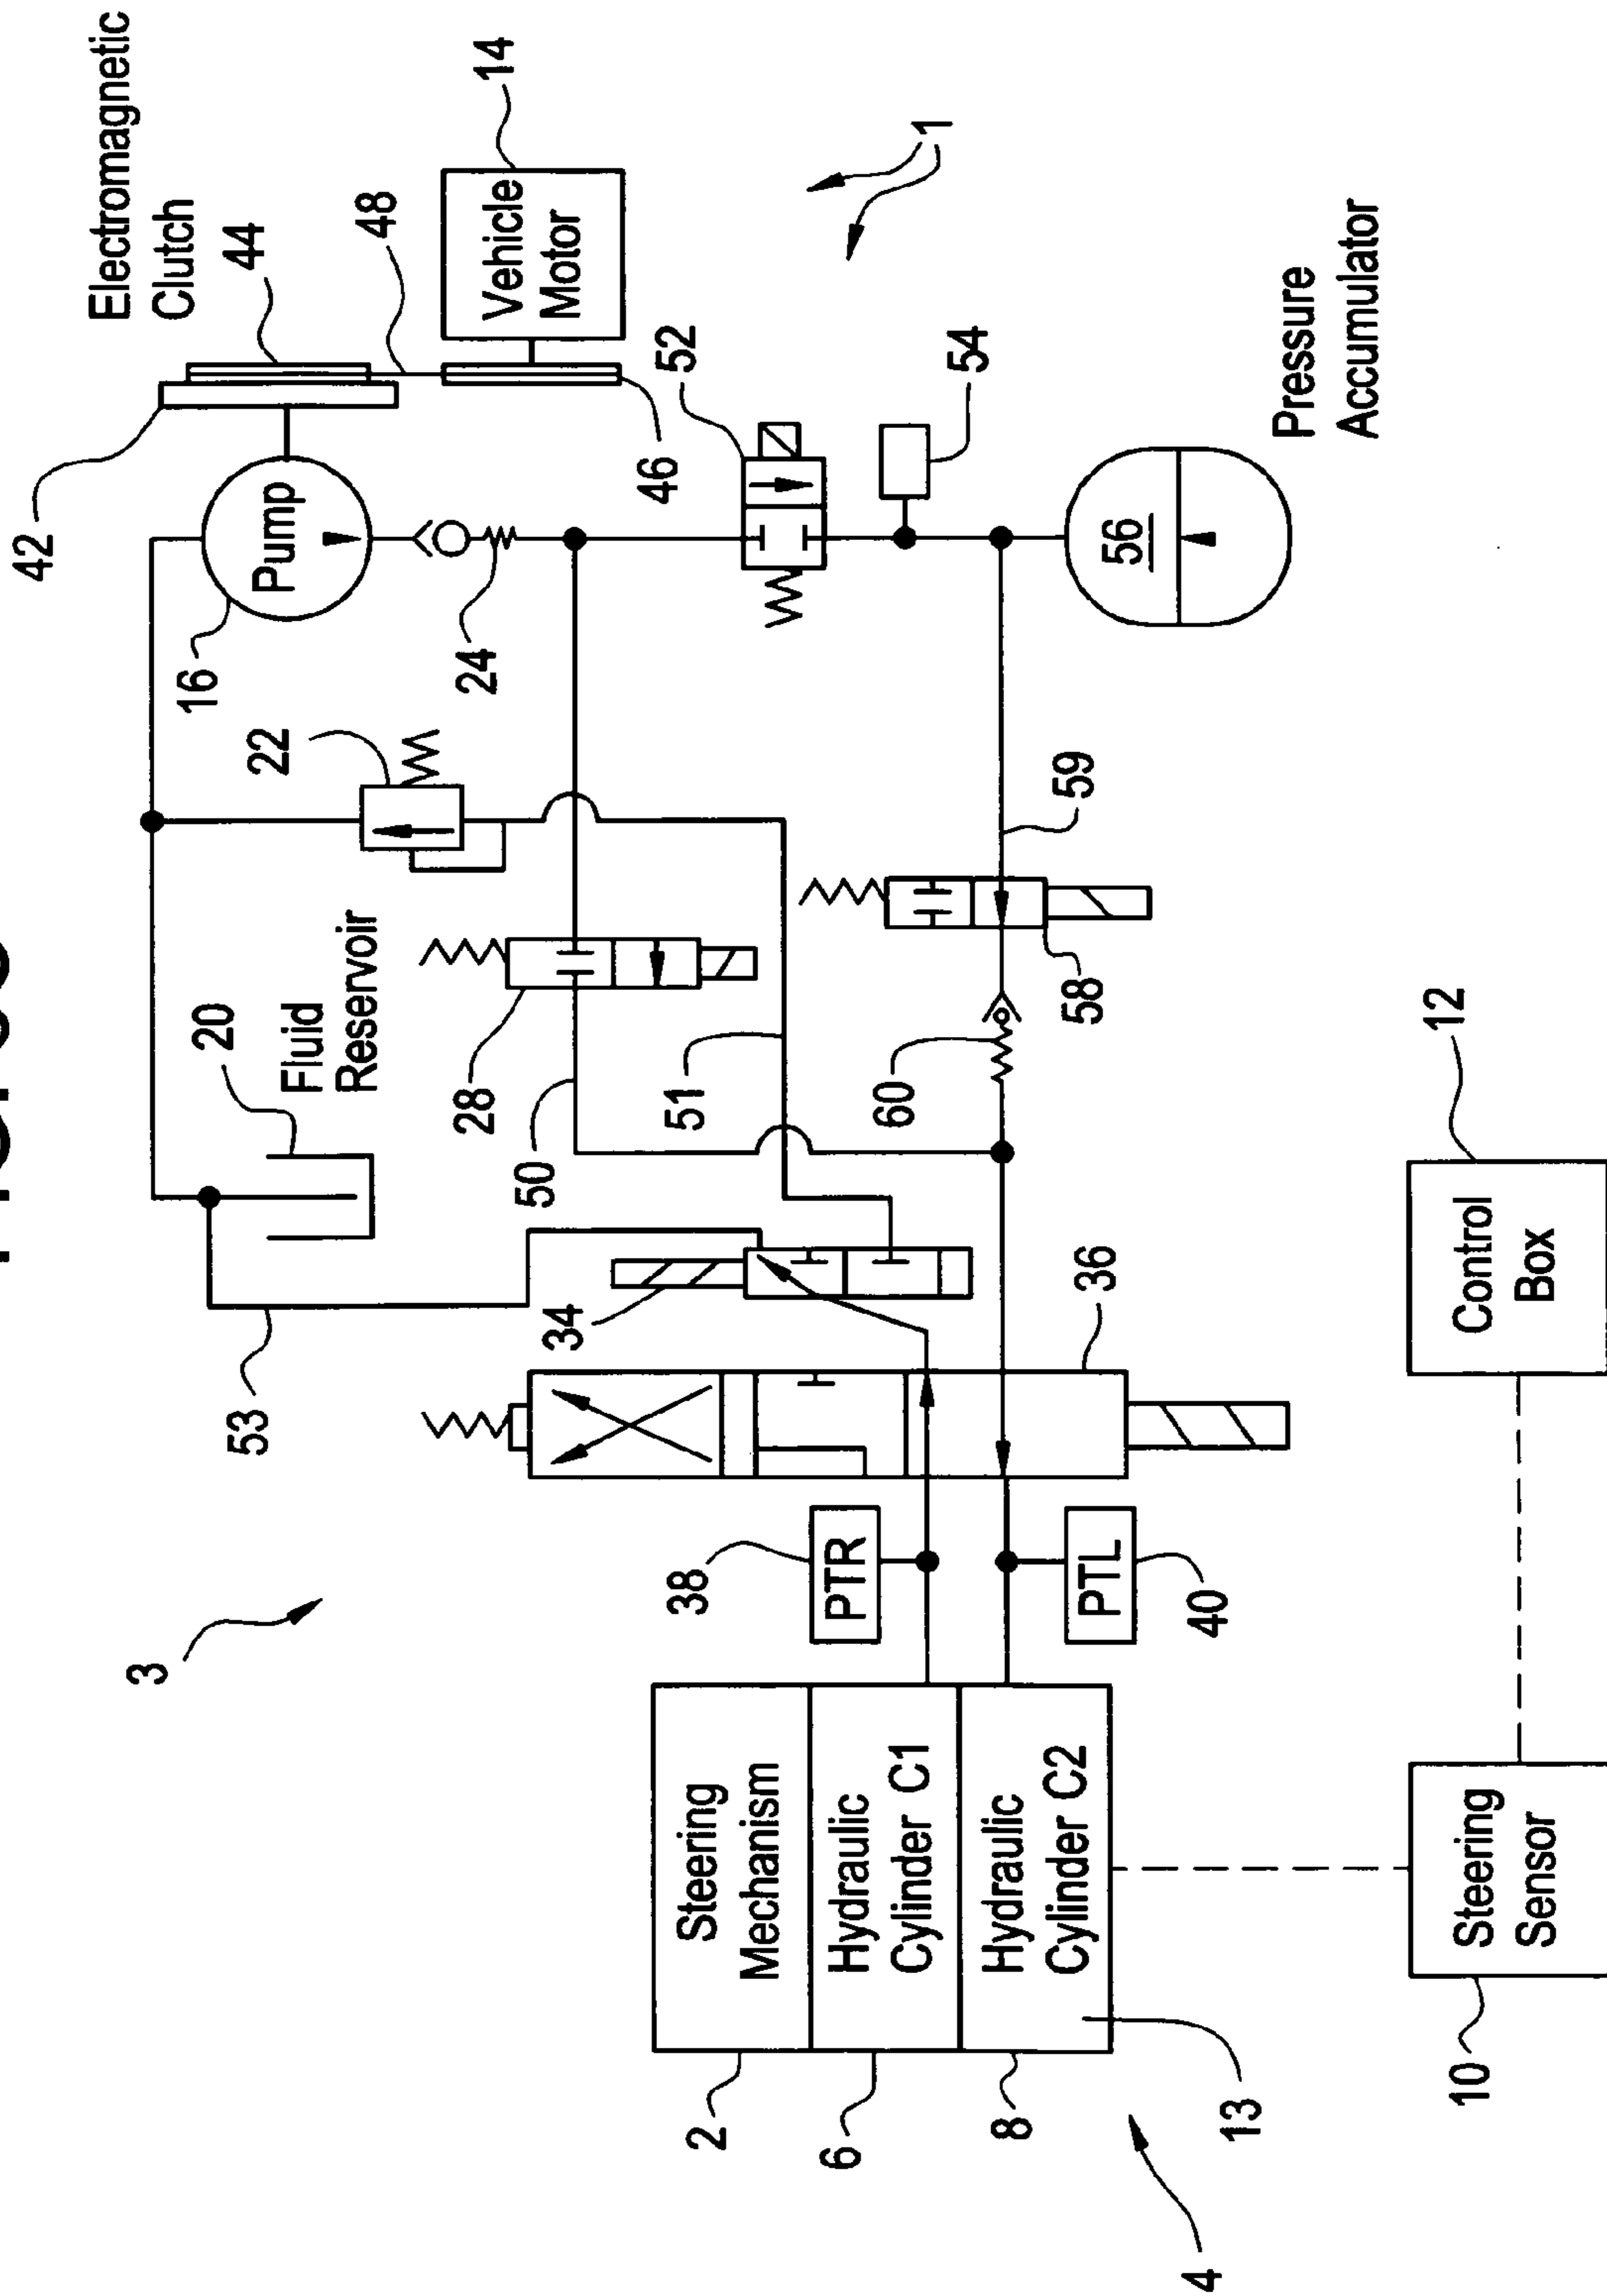 42
Electromagnetic
Clutch
3
16
20
53
44
22
Pump
Fluid
Reservoir
48
28
24
14
Vehicle
Motor
50
34
46
52
38
51
2
Steering
Mechanism
6
Hydraulic
Cylinder C1
PTR
60
1
54
8
Hydraulic
Cylinder C2
58
59
PTL
36
56
4
40
13
Pressure
Accumulator
12
10
Steering
Sensor
Control
Box